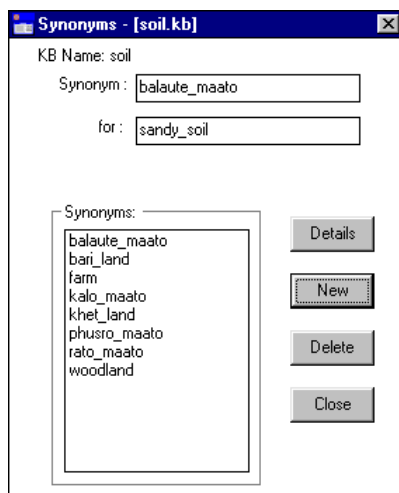 Synonyms - [soil.kb]
KB Name: soil
Synonym : balaute_maato
for : sandy_soil
Synonyms:
balaute_maato
bari_land
farm
kalo_maato
khet_land
phusro_maato
rato_maato
woodland
Details
New
Delete
Close